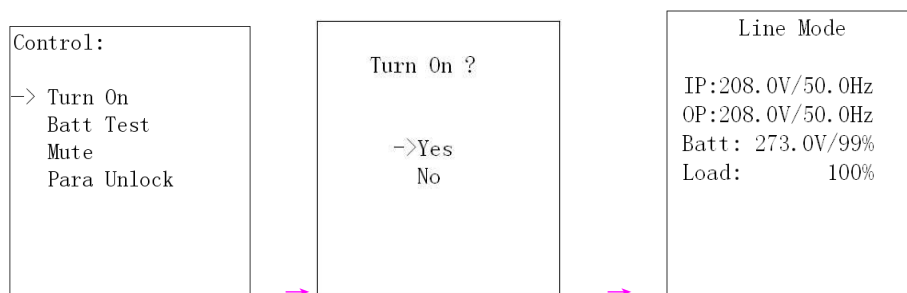 Control:
-> Turn On
Batt Test
Mute
Para Unlock
Turn On ?
->Yes
No
Line Mode
IP:208.0V/50.0Hz
OP:208.0V/50.0Hz
Batt: 273.0V/99%
Load: 100%